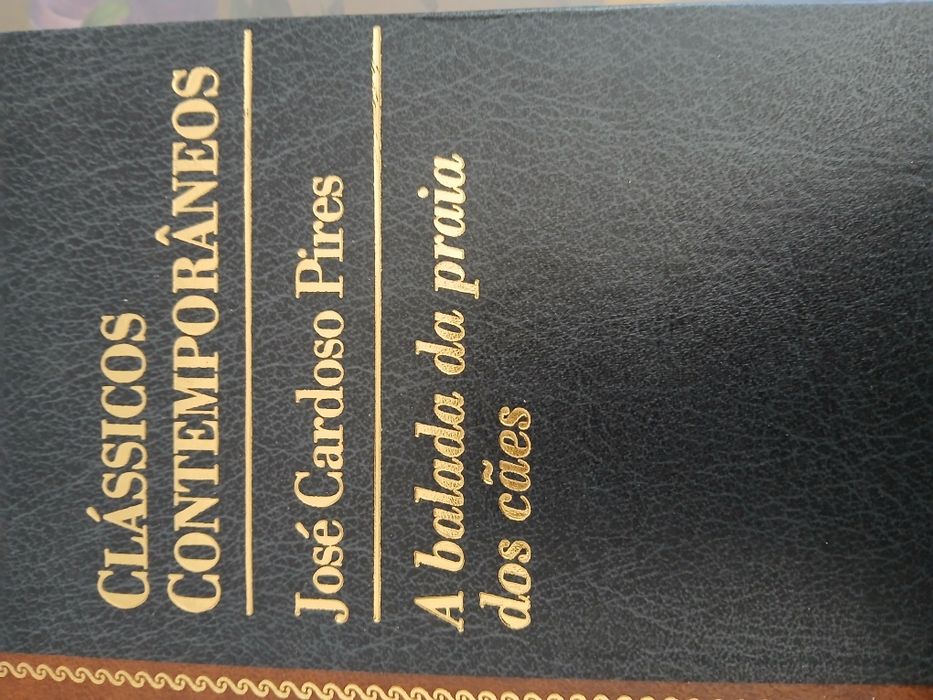 CLÁSSICOS
CONTEMPORÂNEOS
José Cardoso Pires
A balada da praia
dos cães